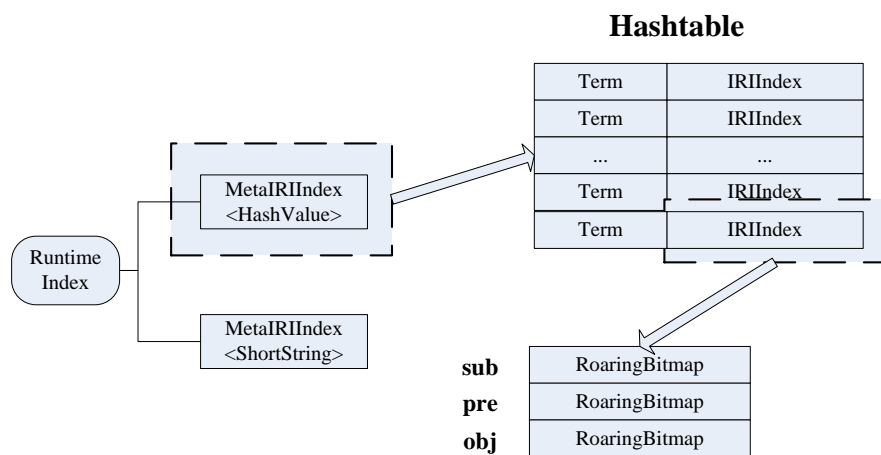 Hashtable
Term IRIIndex
Term IRIIndex
... ...
Term IRIIndex
Term IRIIndex
MetaIRIIndex
<HashValue>
Runtime
Index
MetaIRIIndex
<ShortString>
sub RoaringBitmap
pre RoaringBitmap
obj RoaringBitmap